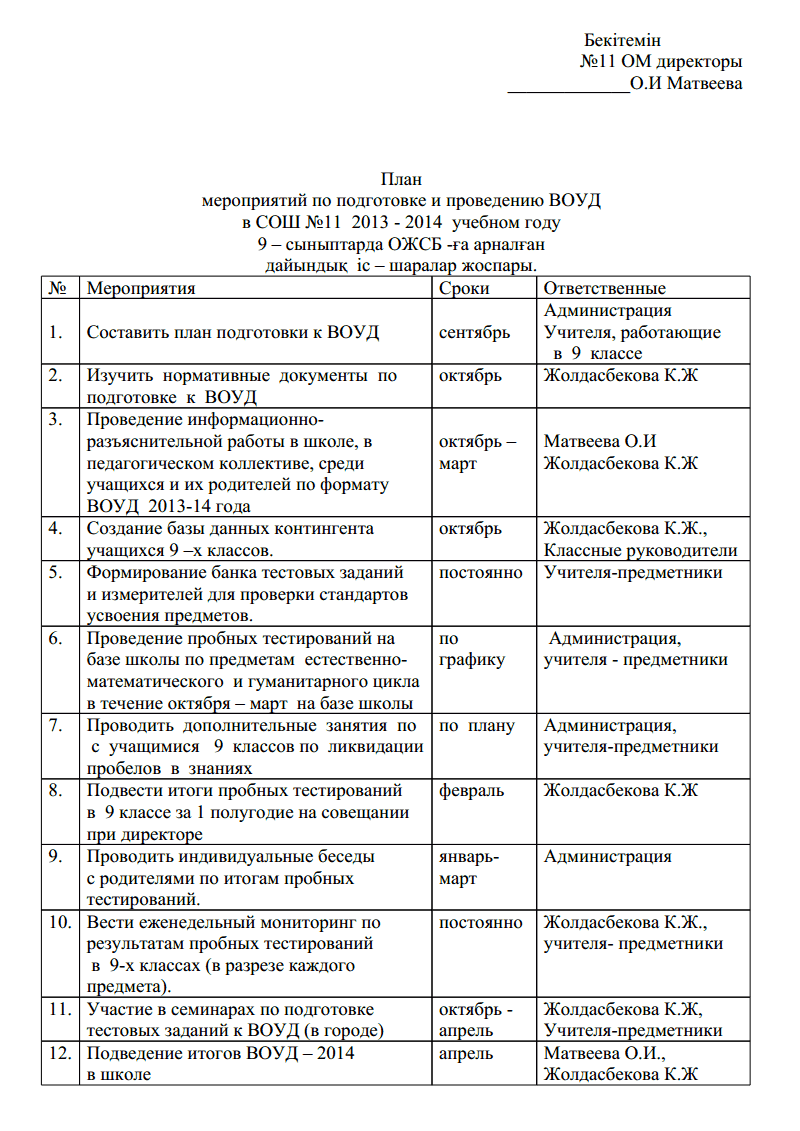 Бекітемін
№11 ОМ директоры
_____________О.И Матвеева
План
мероприятий по подготовке и проведению ВОУД
в СОШ №11 2013 - 2014 учебном году
9 – сыныптарда ОЖСБ -ға арналған
дайындық іс – шаралар жоспары.
№ Мероприятия Сроки Ответственные
1. Составить план подготовки к ВОУД сентябрь Администрация
Учителя, работающие
в 9 классе
2. Изучить нормативные документы по октябрь Жолдасбекова К.Ж
подготовке к ВОУД
3. Проведение информационно-
разъяснительной работы в школе, в октябрь – Матвеева О.И
педагогическом коллективе, среди март Жолдасбекова К.Ж
учащихся и их родителей по формату
ВОУД 2013-14 года
4. Создание базы данных контингента октябрь Жолдасбекова К.Ж.,
учащихся 9 –х классов. Классные руководители
5. Формирование банка тестовых заданий постоянно Учителя-предметники
и измерителей для проверки стандартов
усвоения предметов.
6. Проведение пробных тестирований на по Администрация,
базе школы по предметам естественно- графику учителя - предметники
математического и гуманитарного цикла
в течение октября – март на базе школы
7. Проводить дополнительные занятия по по плану Администрация,
с учащимися 9 классов по ликвидации учителя-предметники
пробелов в знаниях
8. Подвести итоги пробных тестирований февраль Жолдасбекова К.Ж
в 9 классе за 1 полугодие на совещании
при директоре
9. Проводить индивидуальные беседы январь- Администрация
с родителями по итогам пробных март
тестирований.
10. Вести еженедельный мониторинг по постоянно Жолдасбекова К.Ж.,
результатам пробных тестирований учителя- предметники
в 9-х классах (в разрезе каждого
предмета).
11. Участие в семинарах по подготовке октябрь - Жолдасбекова К.Ж,
тестовых заданий к ВОУД (в городе) апрель Учителя-предметники
12. Подведение итогов ВОУД – 2014 апрель Матвеева О.И.,
в школе Жолдасбекова К.Ж